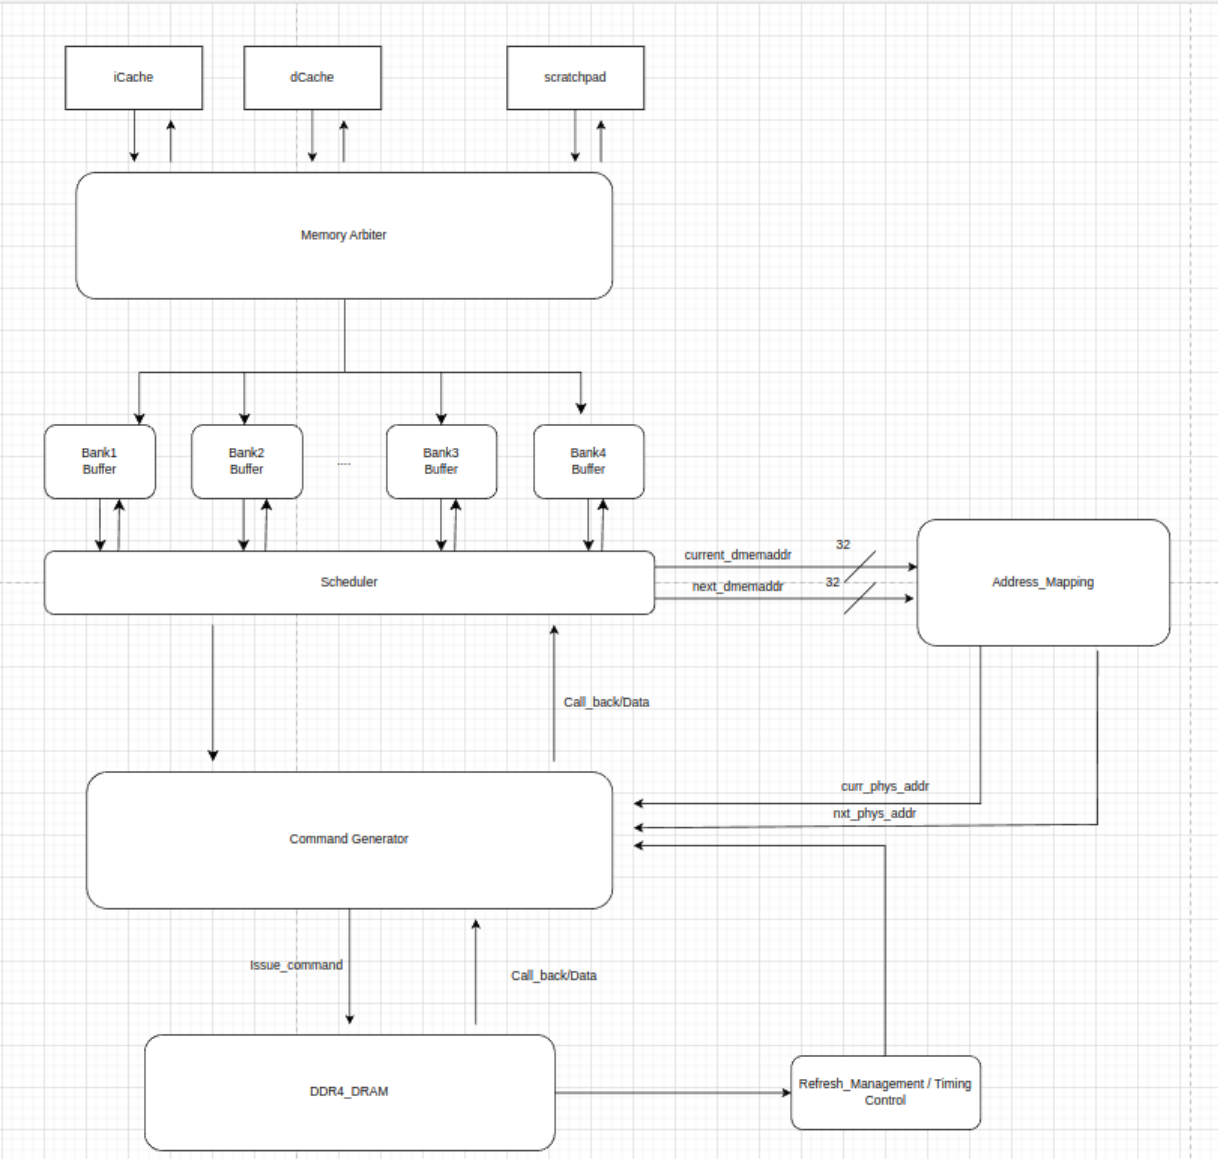 iCache
dCache
scratchpad
Memory Arbiter
Bank1
Buffer
Bank2
Buffer
....
Bank3
Buffer
Bank4
Buffer
Scheduler
current_dmemaddr
32
next_dmemaddr
32
Address_Mapping
Call_back/Data
curr_phys_addr
nxt_phys_addr
Command Generator
Issue_command
Call_back/Data
DDR4_DRAM
Refresh_Management / Timing
Control